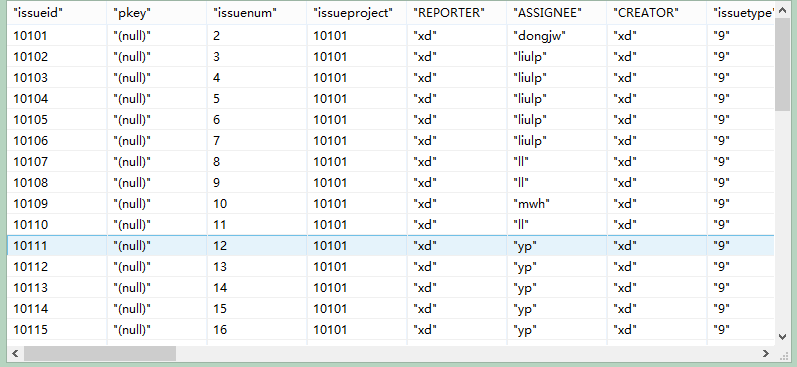 "issueid" "pkey" "issuenum" "issueproject" "REPORTER" "ASSIGNEE" "CREATOR" "issuetype"
10101 "(null)" 2 10101 "xd" "dongjw" "xd" "9"
10102 "(null)" 3 10101 "xd" "liulp" "xd" "9"
10103 "(null)" 4 10101 "xd" "liulp" "xd" "9"
10104 "(null)" 5 10101 "xd" "liulp" "xd" "9"
10105 "(null)" 6 10101 "xd" "liulp" "xd" "9"
10106 "(null)" 7 10101 "xd" "liulp" "xd" "9"
10107 "(null)" 8 10101 "xd" "ll" "xd" "9"
10108 "(null)" 9 10101 "xd" "ll" "xd" "9"
10109 "(null)" 10 10101 "xd" "mwh" "xd" "9"
10110 "(null)" 11 10101 "xd" "ll" "xd" "9"
10111 "(null)" 12 10101 "xd" "yp" "xd" "9"
10112 "(null)" 13 10101 "xd" "yp" "xd" "9"
10113 "(null)" 14 10101 "xd" "yp" "xd" "9"
10114 "(null)" 15 10101 "xd" "yp" "xd" "9"
10115 "(null)" 16 10101 "xd" "yp" "xd" "9"